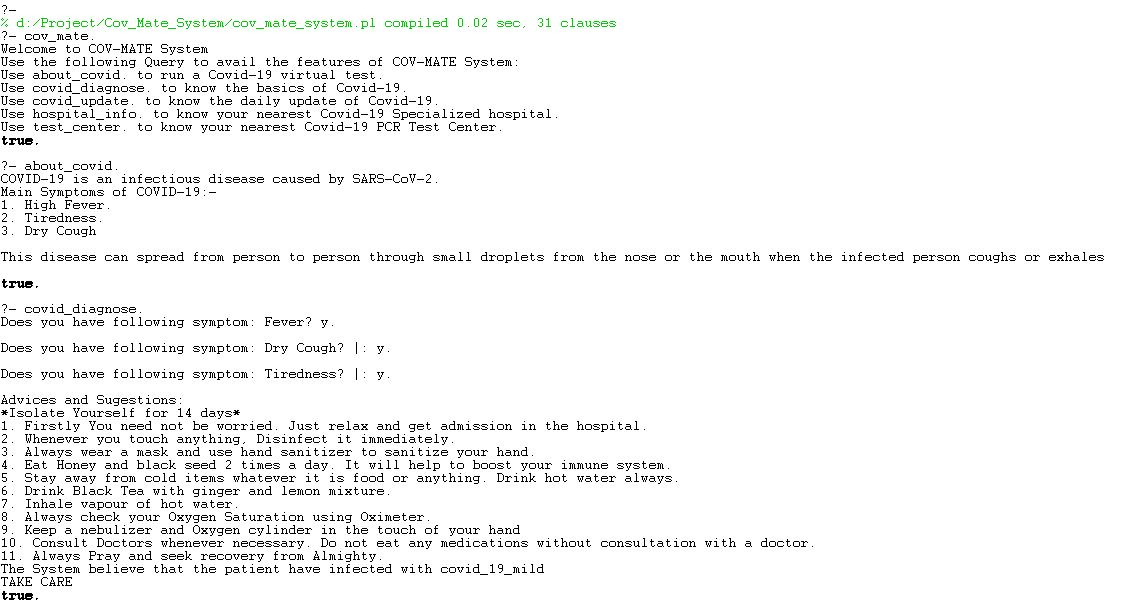 ?-
% d:/Project/Cov_Mate_System/cov_mate_system.pl compiled 0.02 sec, 31 clauses
?- cov_mate.
Welcome to COV-MATE System
Use the following Query to avail the features of COV-MATE System:
Use about_covid. to run a Covid-19 virtual test.
Use covid_diagnose. to know the basics of Covid-19.
Use covid_update. to know the daily update of Covid-19.
Use hospital_info. to know your nearest Covid-19 Specialized hospital.
Use test_center. to know your nearest Covid-19 PCR Test Center.
true.
?- about_covid.
COVID-19 is an infectious disease caused by SARS-CoV-2.
Main Symptoms of COVID-19:-
1. High Fever.
2. Tiredness.
3. Dry Cough
This disease can spread from person to person through small droplets from the nose or the mouth when the infected person coughs or exhales
true.
?- covid_diagnose.
Does you have following symptom: Fever? y.
Does you have following symptom: Dry Cough? |: y.
Does you have following symptom: Tiredness? |: y.
Advices and Sugestions:
*Isolate Yourself for 14 days*
1. Firstly You need not be worried. Just relax and get admission in the hospital.
2. Whenever you touch anything, Disinfect it immediately.
3. Always wear a mask and use hand sanitizer to sanitize your hand.
4. Eat Honey and black seed 2 times a day. It will help to boost your immune system.
5. Stay away from cold items whatever it is food or anything. Drink hot water always.
6. Drink Black Tea with ginger and lemon mixture.
7. Inhale vapour of hot water.
8. Always check your Oxygen Saturation using Oximeter.
9. Keep a nebulizer and Oxygen cylinder in the touch of your hand
10. Consult Doctors whenever necessary. Do not eat any medications without consultation with a doctor.
11. Always Pray and seek recovery from Almighty.
The System believe that the patient have infected with covid_19_mild
TAKE CARE
true.